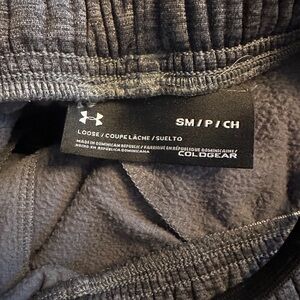 SM / P / CH
LOOSE / COUPE LÂCHE / SUELTO
MADE IN DOMINICAN REPUBLIC / FABRIQUÉ EN RÉPUBLIQUE DOMINICAINE /
HECHO EN REPÚBLICA DOMINICANA
COLDGEAR